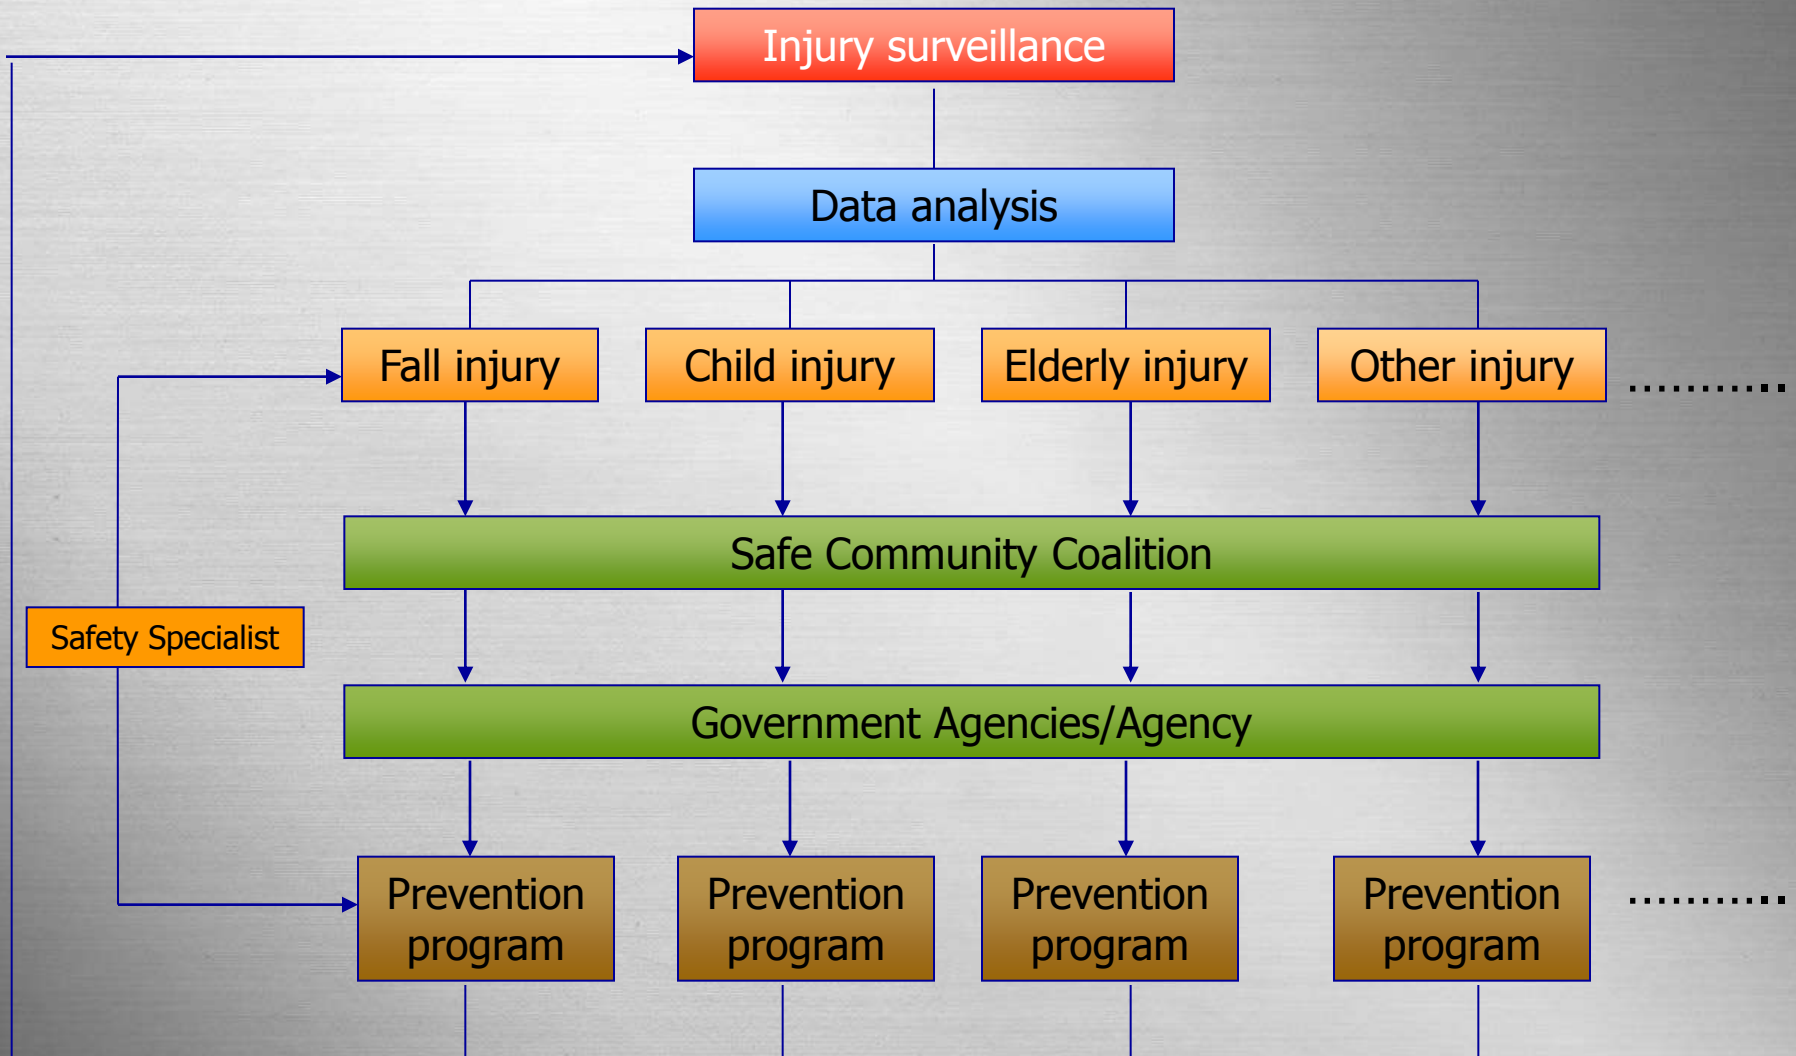 Injury surveillance
Data analysis
Fall injury
Child injury
Elderly injury
Other injury
...........
Safe Community Coalition
Safety Specialist
Government Agencies/Agency
Prevention
program
Prevention
program
Prevention
program
Prevention
program
...........